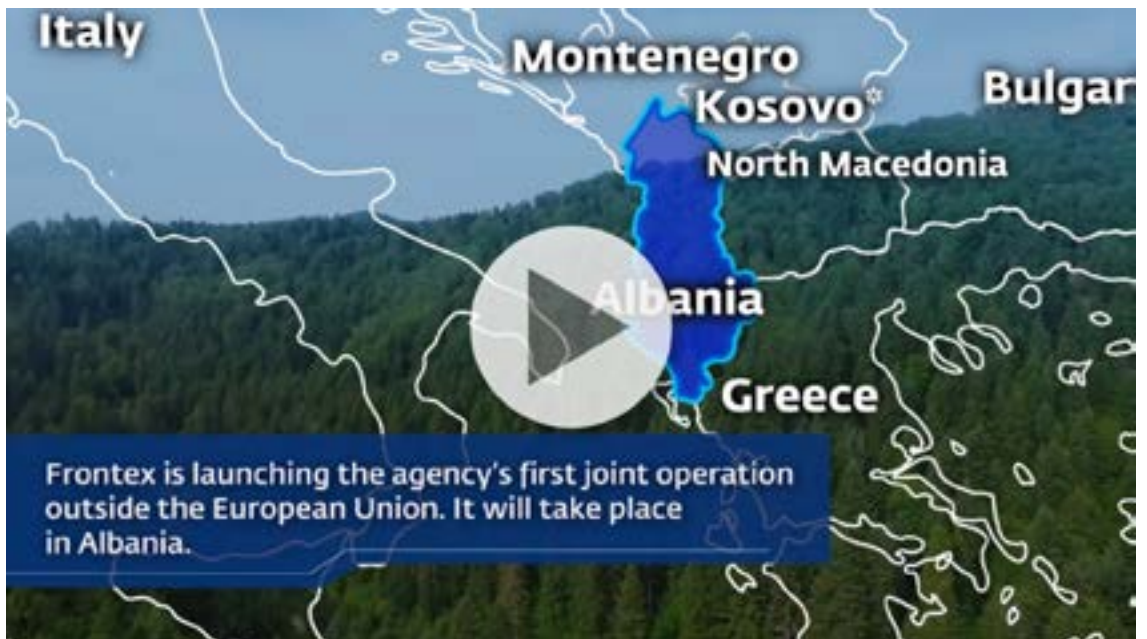 Italy
Montenegro
Kosovo*
Bulgar
North Macedonia
Albania
Greece
Frontex is launching the agency's first joint operation
outside the European Union. It will take place
in Albania.